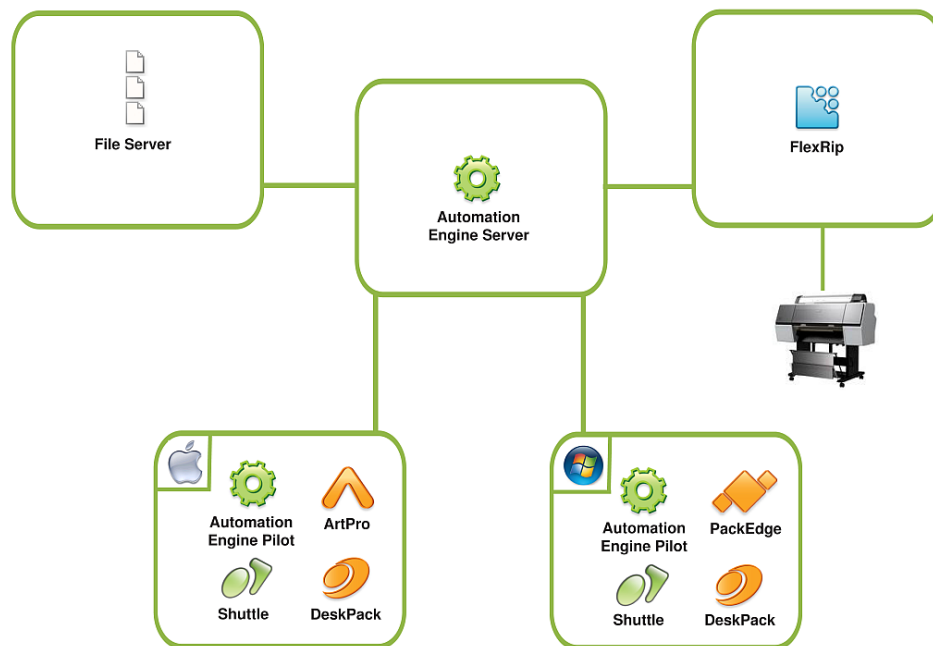 File Server
FlexRip
Automation
Engine Server
Automation
Engine Pilot
ArtPro
Shuttle
DeskPack
Automation
Engine Pilot
PackEdge
Shuttle
DeskPack